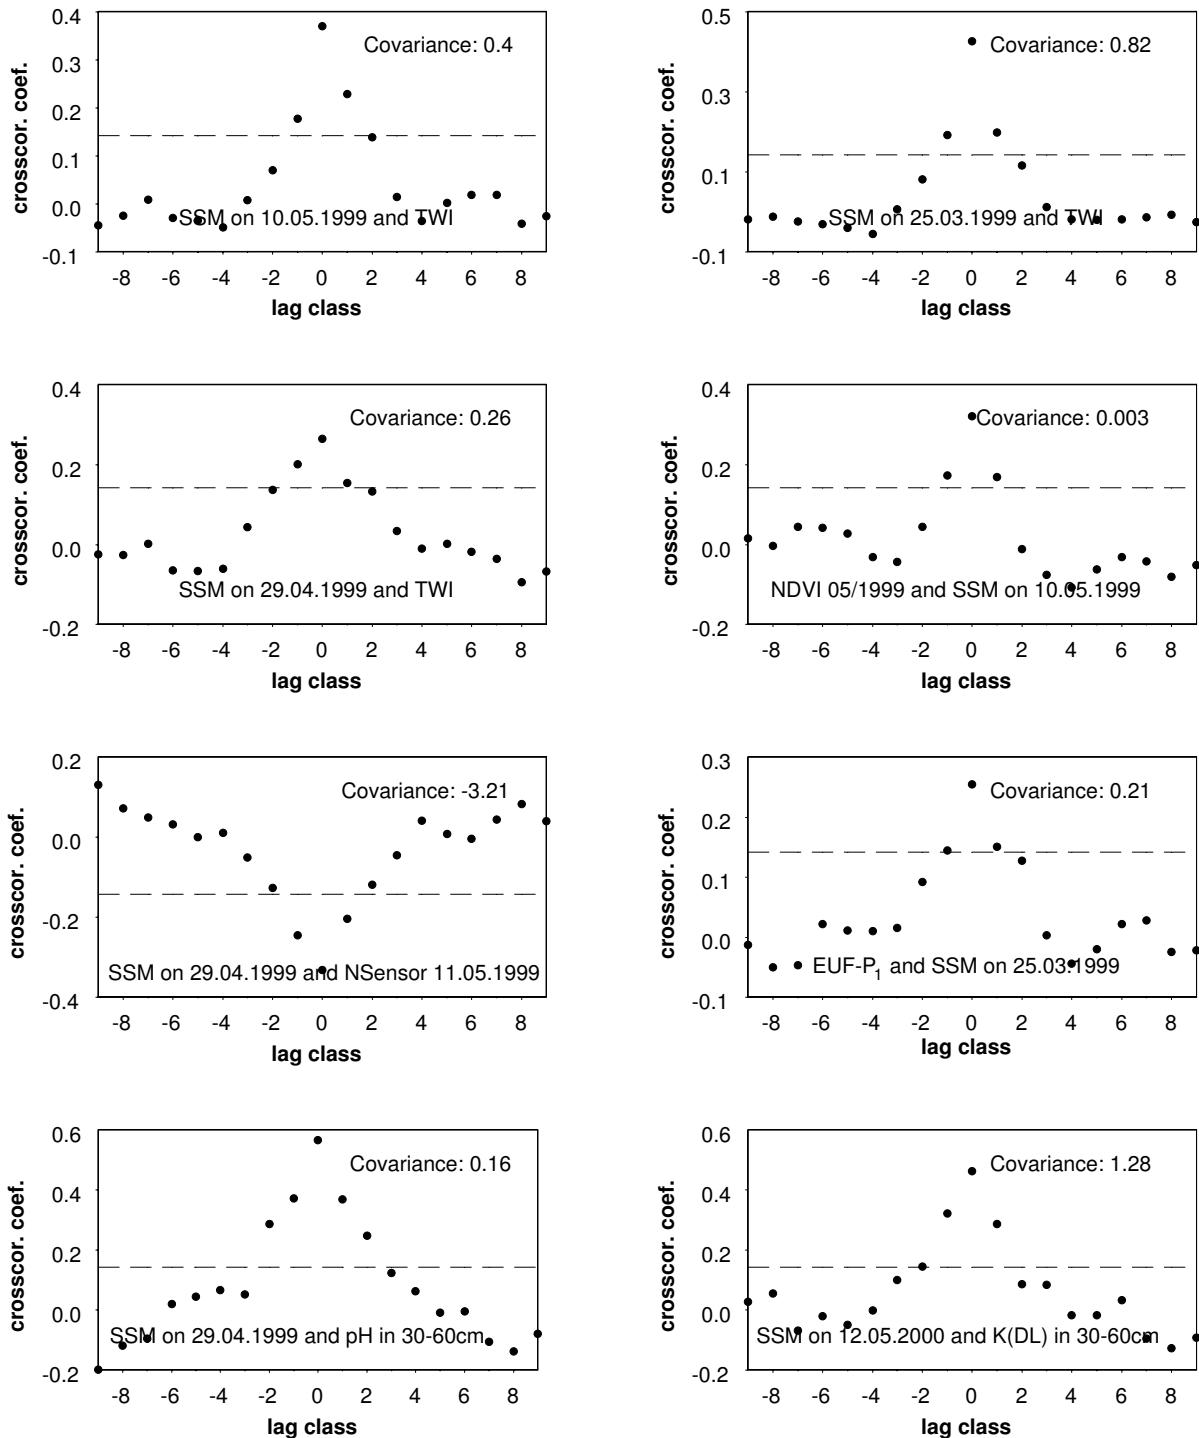 0.4
0.3
0.2
0.1
0.0
-0.1
crosscor. coef.
Covariance: 0.4
SSM on 10.05.1999 and TWI
-8 -6 -4 -2 0 2 4 6 8
lag class
0.5
0.3
0.1
-0.1
crosscor. coef.
Covariance: 0.82
SSM on 25.03.1999 and TWI
-8 -6 -4 -2 0 2 4 6 8
lag class
0.4
0.2
0.0
-0.2
crosscor. coef.
Covariance: 0.26
SSM on 29.04.1999 and TWI
-8 -6 -4 -2 0 2 4 6 8
lag class
0.4
0.2
0.0
-0.2
crosscor. coef.
Covariance: 0.003
NDVI 05/1999 and SSM on 10.05.1999
-8 -6 -4 -2 0 2 4 6 8
lag class
0.2
0.0
-0.2
-0.4
crosscor. coef.
Covariance: -3.21
SSM on 29.04.1999 and NSensor 11.05.1999
-8 -6 -4 -2 0 2 4 6 8
lag class
0.3
0.2
0.1
0.0
-0.1
crosscor. coef.
Covariance: 0.21
EUF-P₁ and SSM on 25.03.1999
-8 -6 -4 -2 0 2 4 6 8
lag class
0.6
0.4
0.2
0.0
-0.2
crosscor. coef.
Covariance: 0.16
SSM on 29.04.1999 and pH in 30-60cm
-8 -6 -4 -2 0 2 4 6 8
lag class
0.6
0.4
0.2
0.0
-0.2
crosscor. coef.
Covariance: 1.28
SSM on 12.05.2000 and K(DL) in 30-60cm
-8 -6 -4 -2 0 2 4 6 8
lag class